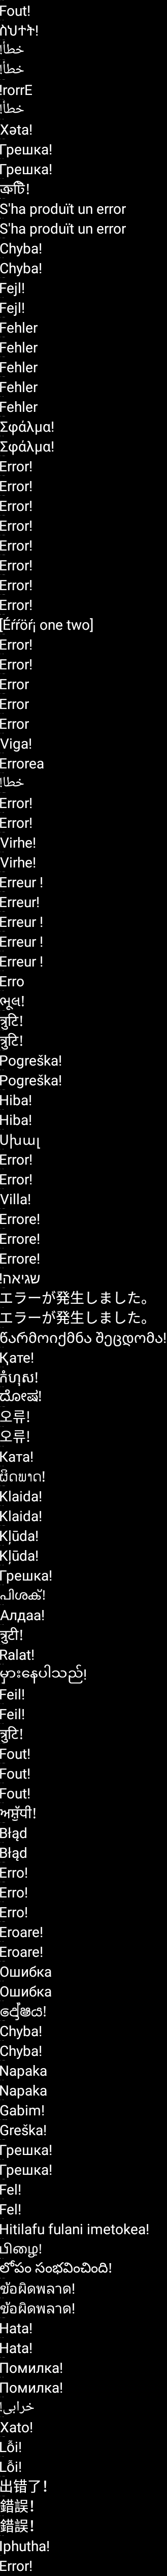 Fout!
ስህተት!
خطأ!
خطأ!
!rorrE
خطأ!
Xəta!
Грешка!
Грешка!
ত্রুটি!
S'ha produït un error
S'ha produït un error
Chyba!
Chyba!
Fejl!
Fejl!
Fehler
Fehler
Fehler
Fehler
Fehler
Σφάλμα!
Σφάλμα!
Error!
Error!
Error!
Error!
Error!
Error!
Error!
Error!
[Éŕŕöŕ¡ one two]
Error!
Error!
Error
Error
Error
Viga!
Errorea
خطا!
Error!
Error!
Virhe!
Virhe!
Erreur !
Erreur!
Erreur !
Erreur !
Erreur !
Erro
ભૂલ!
त्रुटि!
त्रुटि!
Pogreška!
Pogreška!
Hiba!
Hiba!
Սխալ
Error!
Error!
Villa!
Errore!
Errore!
Errore!
שגיאה!
エラーが発生しました。
エラーが発生しました。
წარმოიქმნა შეცდომა!
Қате!
កំហុស!
ದೋಷ!
오류!
오류!
Ката!
ຜິດພາດ!
Klaida!
Klaida!
Kļūda!
Kļūda!
Грешка!
പിശക്!
Алдаа!
त्रुटी!
Ralat!
မှားနေပါသည်!
Feil!
Feil!
त्रुटि!
Fout!
Fout!
Fout!
ਅਸ਼ੁੱਧੀ!
Błąd
Błąd
Erro!
Erro!
Erro!
Eroare!
Eroare!
Ошибка
Ошибка
දෝෂය!
Chyba!
Chyba!
Napaka
Napaka
Gabim!
Greška!
Грешка!
Грешка!
Fel!
Fel!
Hitilafu fulani imetokea!
பிழை!
లోపం సంభవించింది!
ข้อผิดพลาด!
ข้อผิดพลาด!
Hata!
Hata!
Помилка!
Помилка!
خرابی!
Xato!
Lỗi!
Lỗi!
出错了!
錯誤!
錯誤!
Iphutha!
Error!